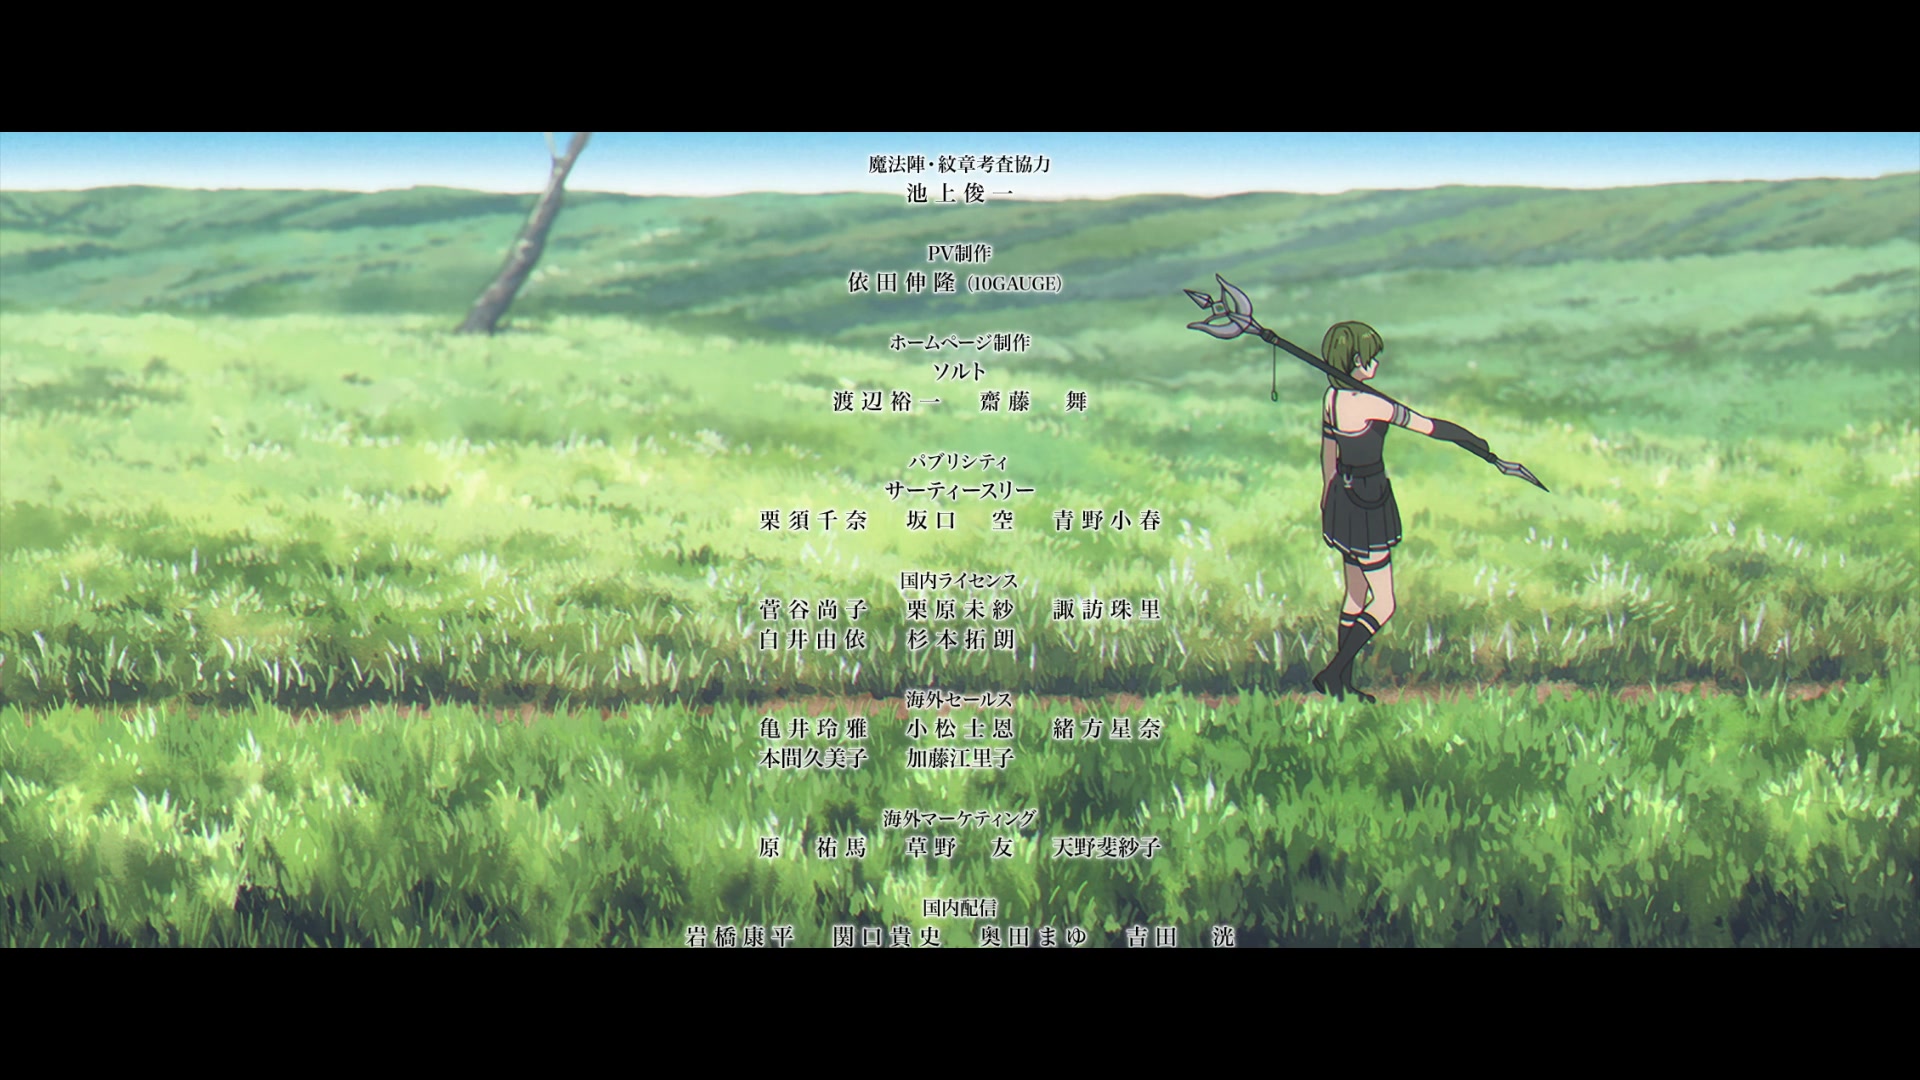 魔法陣・紋章考査協力
池上俊一
PV制作
依田伸隆 (10GAUGE)
ホームページ制作
ソルト
渡辺裕一 齋藤 舞
パブリシティ
サーティースリー
栗須千奈 坂口 空 青野小春
国内ライセンス
菅谷尚子 栗原未紗 諏訪珠里
白井由依 杉本拓朗
海外セールス
亀井玲雅 小松士恩 緒方星奈
本間久美子 加藤江里子
海外マーケティング
原 祐馬 草野 友 天野斐紗子
国内配信
岩橋康平 関口貴史 奥田まゆ 吉田 洸